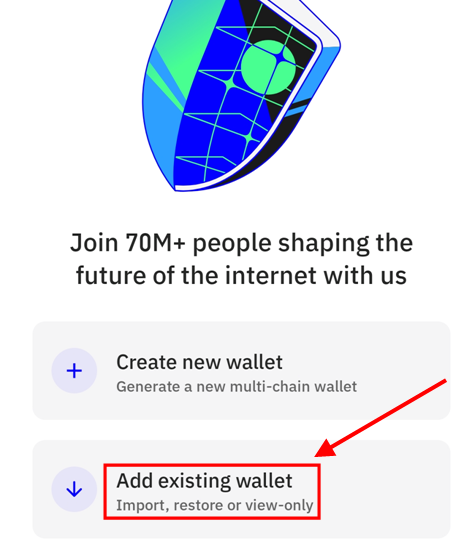 Join 70M+ people shaping the
future of the internet with us
Create new wallet
Generate a new multi-chain wallet
Add existing wallet
Import, restore or view-only